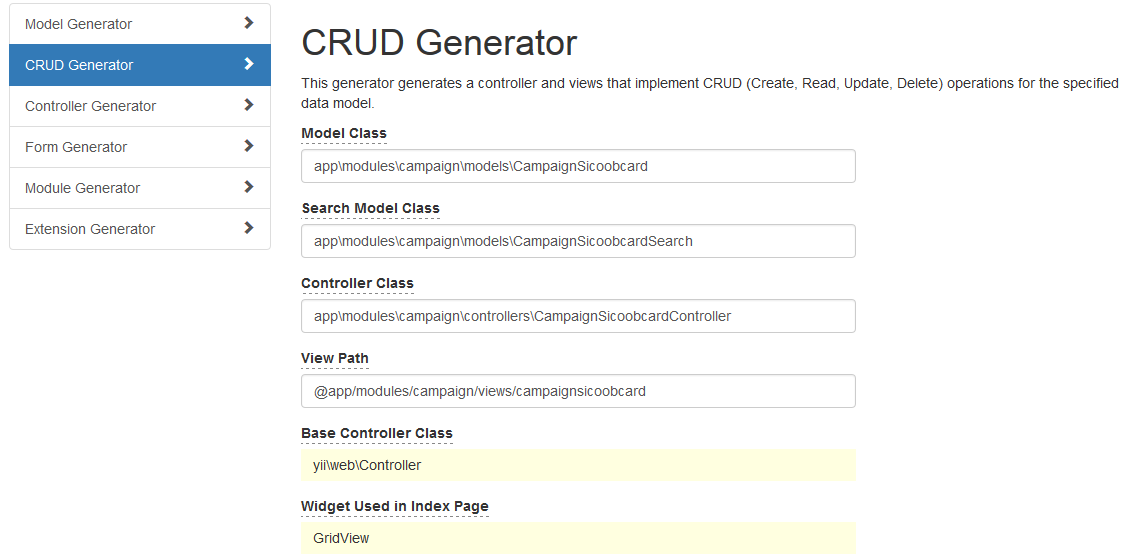 Model Generator
CRUD Generator
Controller Generator
Form Generator
Module Generator
Extension Generator
CRUD Generator
This generator generates a controller and views that implement CRUD (Create, Read, Update, Delete) operations for the specified
data model.
Model Class
app\modules\campaign\models\CampaignSicoobcard
Search Model Class
app\modules\campaign\models\CampaignSicoobcardSearch
Controller Class
app\modules\campaign\controllers\CampaignSicoobcardController
View Path
@app/modules/campaign/views/campaignsicoobcard
Base Controller Class
yii\web\Controller
Widget Used in Index Page
GridView